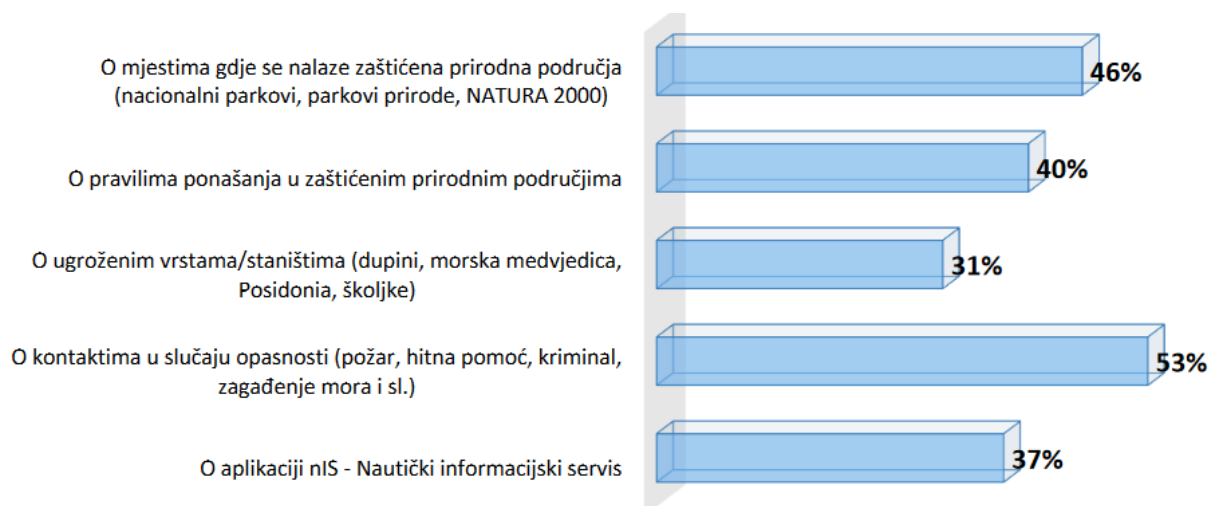 O mjestima gdje se nalaze zaštićena prirodna područja
(nacionalni parkovi, parkovi prirode, NATURA 2000)
46%
O pravilima ponašanja u zaštićenim prirodnim područjima
40%
O ugroženim vrstama/staništima (dupini, morska medvjedica,
Posidonia, školjke)
31%
O kontaktima u slučaju opasnosti (požar, hitna pomoć, kriminal,
zagađenje mora i sl.)
53%
O aplikaciji nIS - Nautički informacijski servis
37%